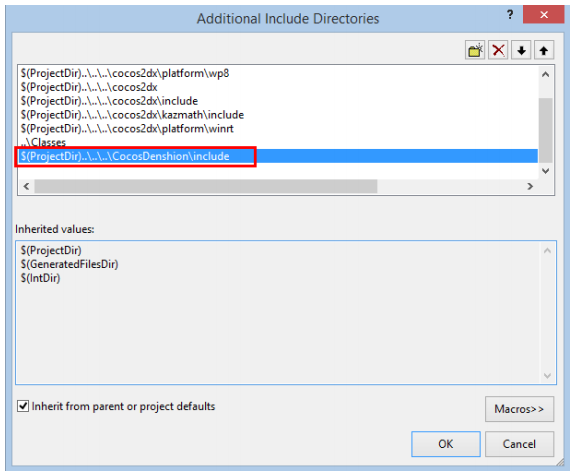 Additional Include Directories
$(ProjectDir)..\..\..\cocos2dx\platform\wp8
$(ProjectDir)..\..\..\cocos2dx
$(ProjectDir)..\..\..\cocos2dx\include
$(ProjectDir)..\..\..\cocos2dx\kazmath\include
$(ProjectDir)..\..\..\cocos2dx\platform\winrt
..\Classes
$(ProjectDir)..\..\..\CocosDenshion\include
Inherited values:
$(ProjectDir)
$(GeneratedFilesDir)
$(IntDir)
Inherit from parent or project defaults
Macros>>
OK Cancel